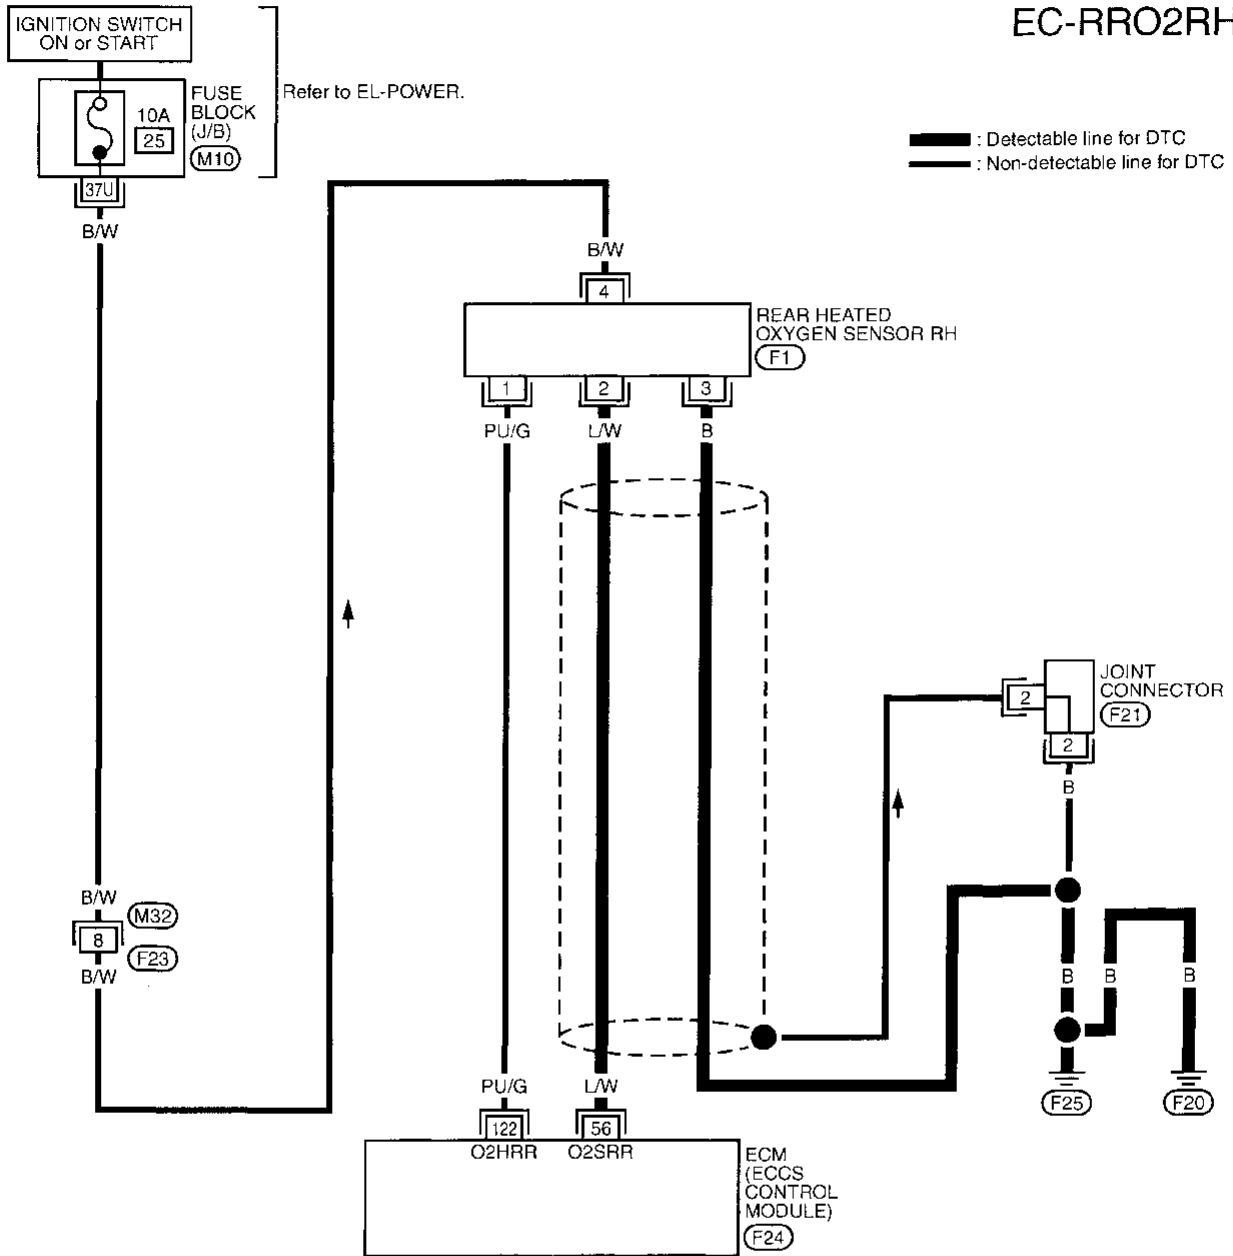 EC-RRO2RH
IGNITION SWITCH
ON or START
FUSE
BLOCK
(J/B)
M10
10A
25
Refer to EL-POWER.
: Detectable line for DTC
: Non-detectable line for DTC
37U
B/W
B/W
4
REAR HEATED
OXYGEN SENSOR RH
F1
1
2
3
PU/G
L/W
B
JOINT
CONNECTOR
F21
2
2
B
B/W
M32
8
F23
B/W
B
B
B
PU/G
L/W
F25
F20
122
56
O2HRR
O2SRR
ECM
(ECCS
CONTROL
MODULE)
F24